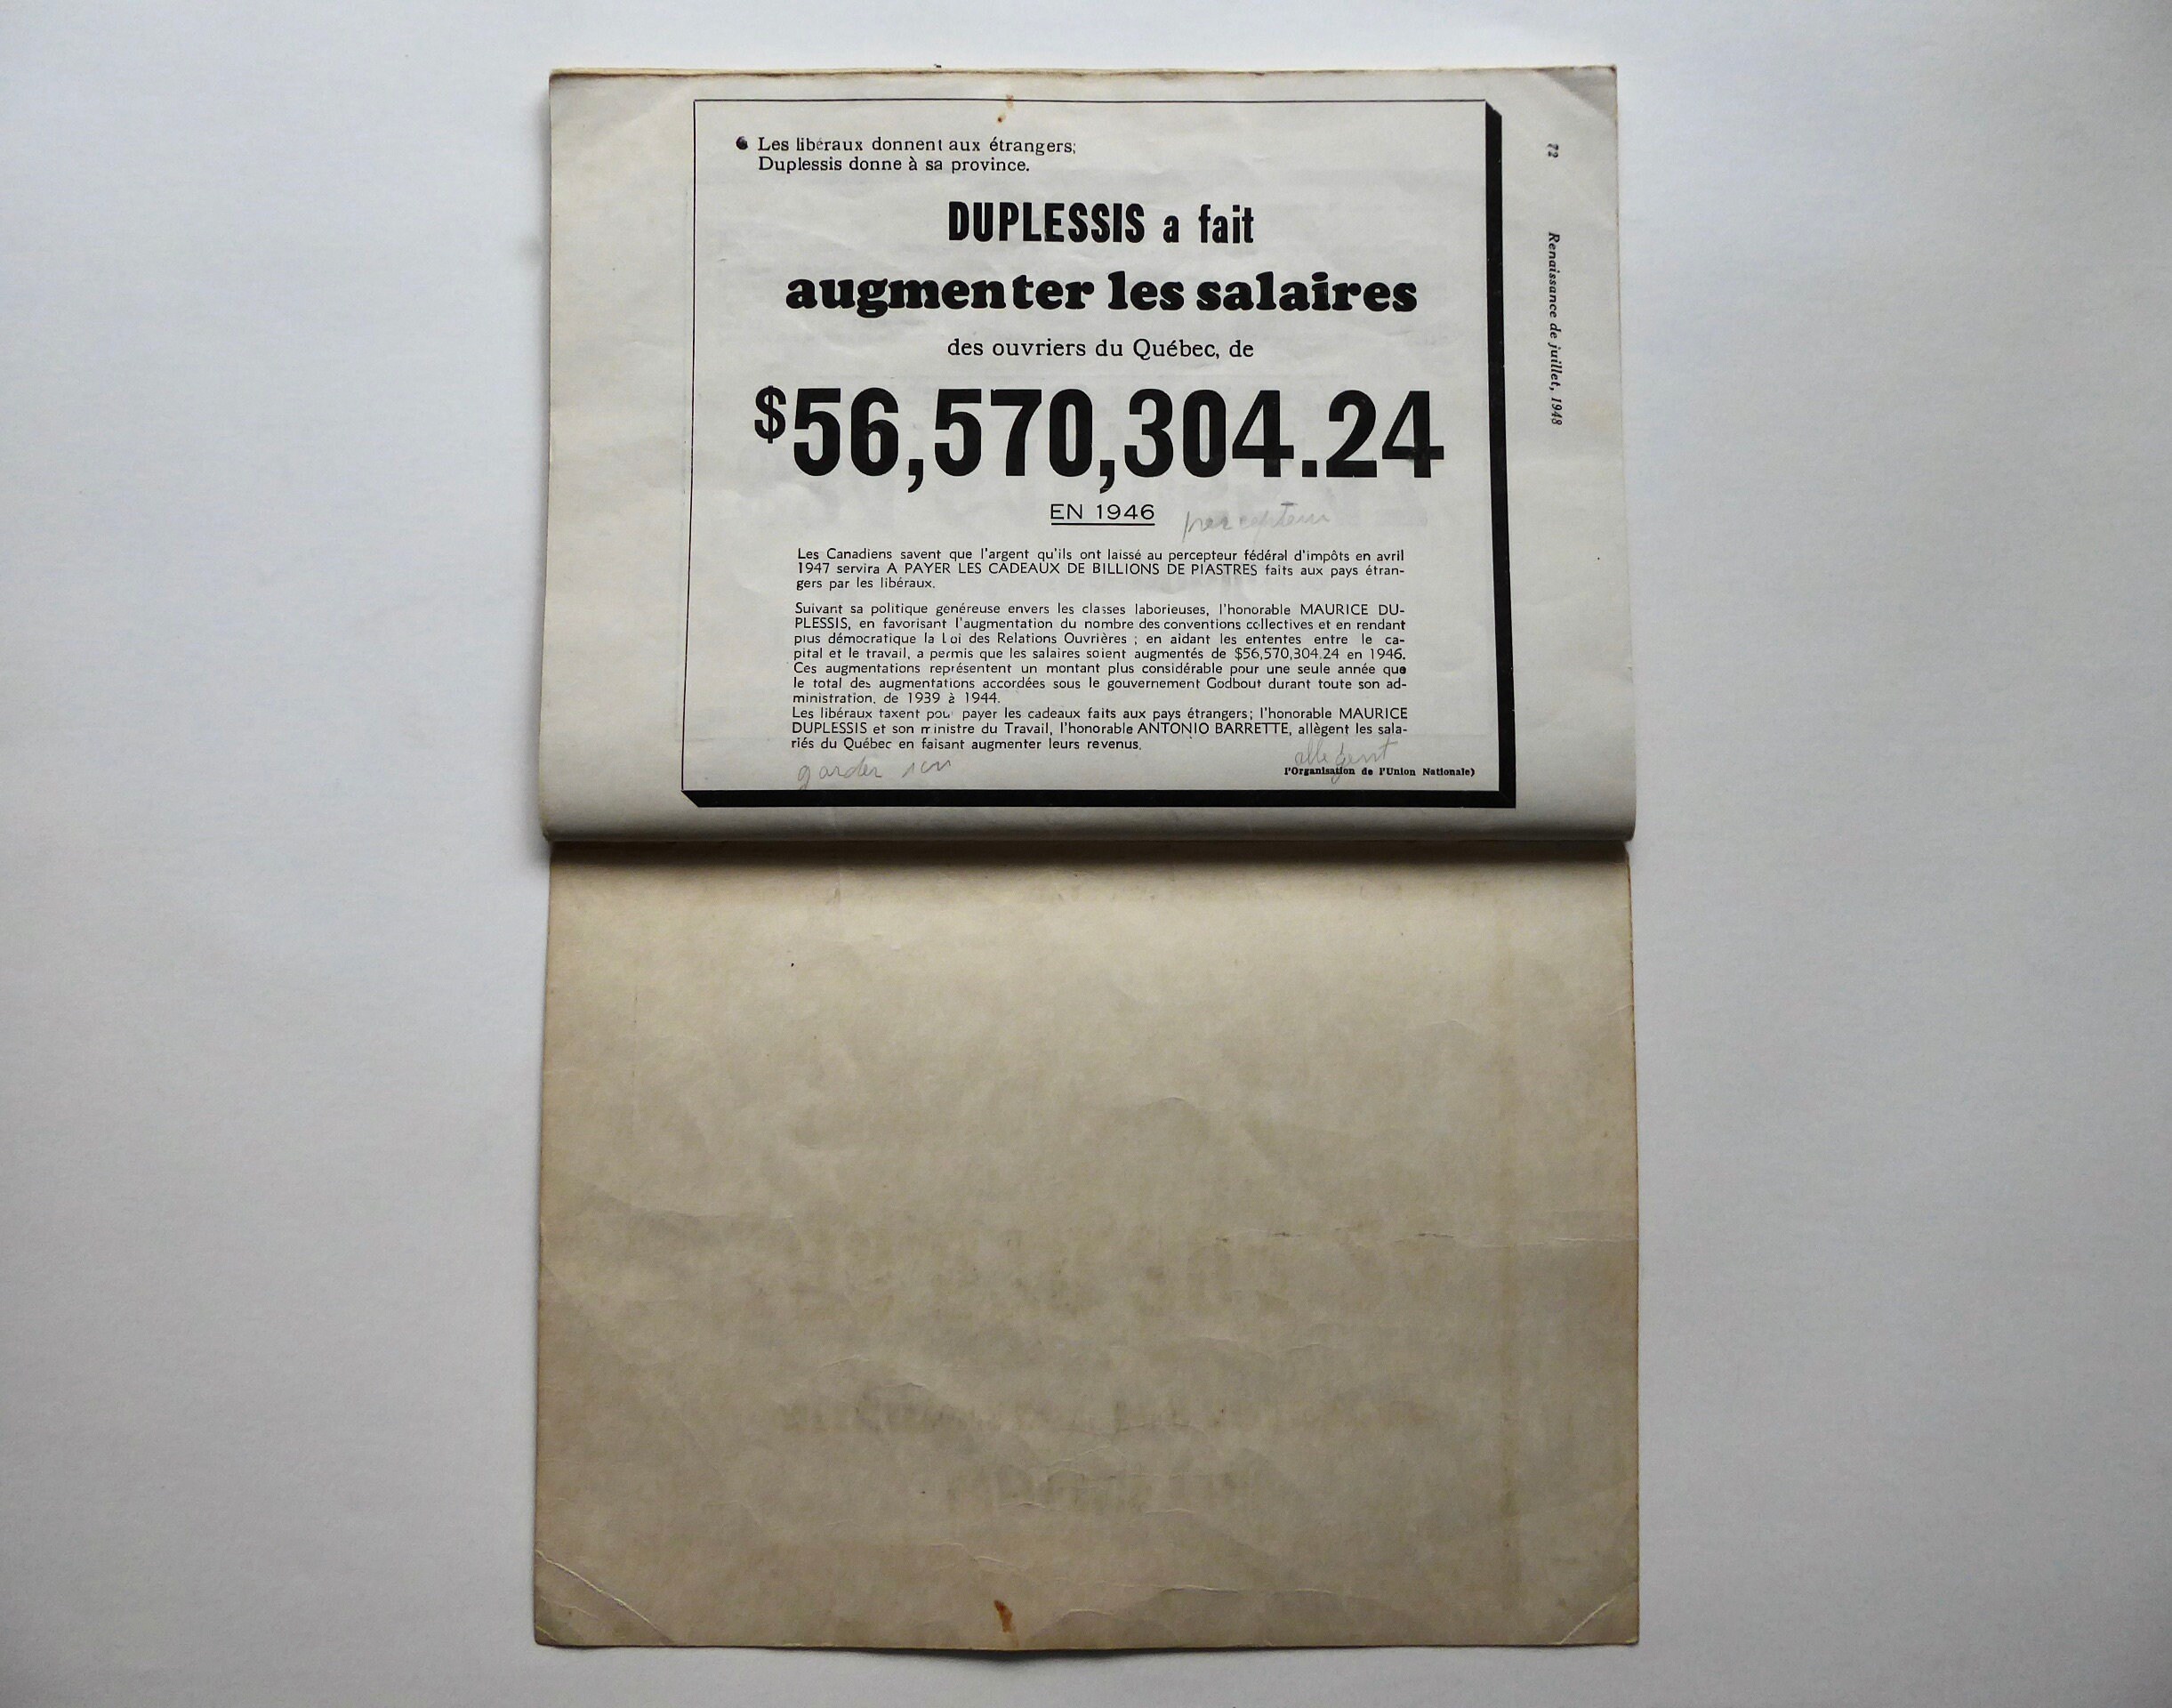 Les libéraux donnent aux étrangers;
Duplessis donne à sa province.
DUPLESSIS a fait
augmenter les salaires
des ouvriers du Québec, de
$56,570,304.24
EN 1946
percepteur
Les Canadiens savent que l'argent qu'ils ont laissé au percepteur fédéral d'impôts en avril
1947 servira A PAYER LES CADEAUX DE BILLIONS DE PIASTRES faits aux pays étran-
gers par les libéraux.
Suivant sa politique genéreuse envers les classes laborieuses, l'honorable MAURICE DU-
PLESSIS, en favorisant l'augmentation du nombre des conventions collectives et en rendant
plus démocratique la Loi des Relations Ouvrières ; en aidant les ententes entre le ca-
pital et le travail, a permis que les salaires soient augmentés de $56,570,304.24 en 1946.
Ces augmentations représentent un montant plus considérable pour une seule année que
le total des augmentations accordées sous le gouvernement Godbout durant toute son ad-
ministration, de 1939 à 1944.
Les libéraux taxent pour payer les cadeaux faits aux pays étrangers; l'honorable MAURICE
DUPLESSIS et son ministre du Travail, l'honorable ANTONIO BARRETTE, allègent les sala-
riés du Québec en faisant augmenter leurs revenus.
garder
allegent
l'Organisation de l'Union Nationale)
72
Renaissance de juillet, 1948